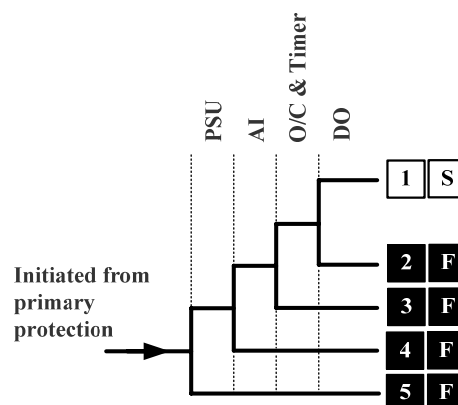 PSU
AI
O/C & Timer
DO
1 S
Initiated from
primary
protection
2 F
3 F
4 F
5 F